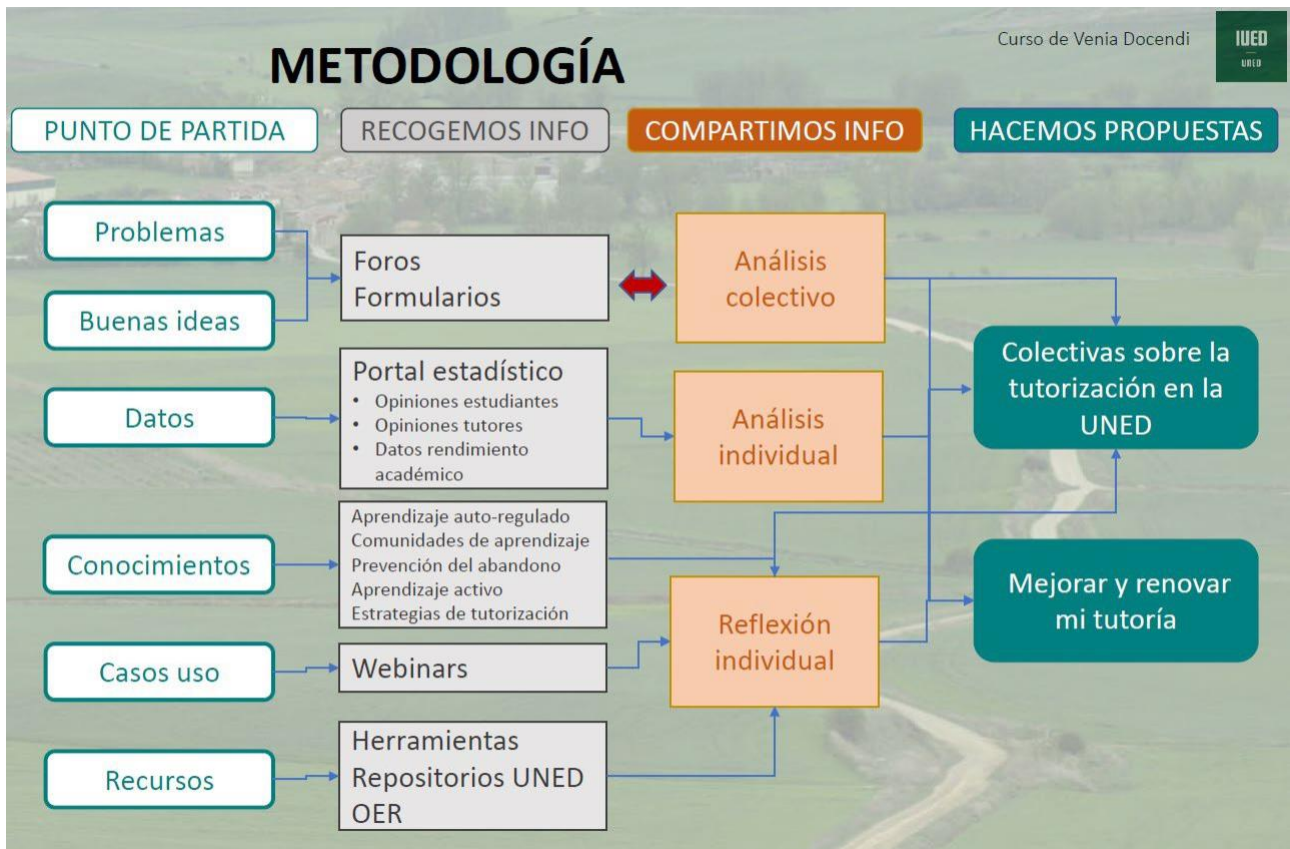 Curso de Venia Docendi
IUED
UNED
METODOLOGÍA
PUNTO DE PARTIDA
RECOGEMOS INFO
COMPARTIMOS INFO
HACEMOS PROPUESTAS
Problemas
Buenas ideas
Datos
Conocimientos
Casos uso
Recursos
Foros
Formularios
Portal estadístico
• Opiniones estudiantes
• Opiniones tutores
• Datos rendimiento
académico
Aprendizaje auto-regulado
Comunidades de aprendizaje
Prevención del abandono
Aprendizaje activo
Estrategias de tutorización
Webinars
Herramientas
Repositorios UNED
OER
Análisis
colectivo
Análisis
individual
Reflexión
individual
Colectivas sobre la
tutorización en la
UNED
Mejorar y renovar
mi tutoría